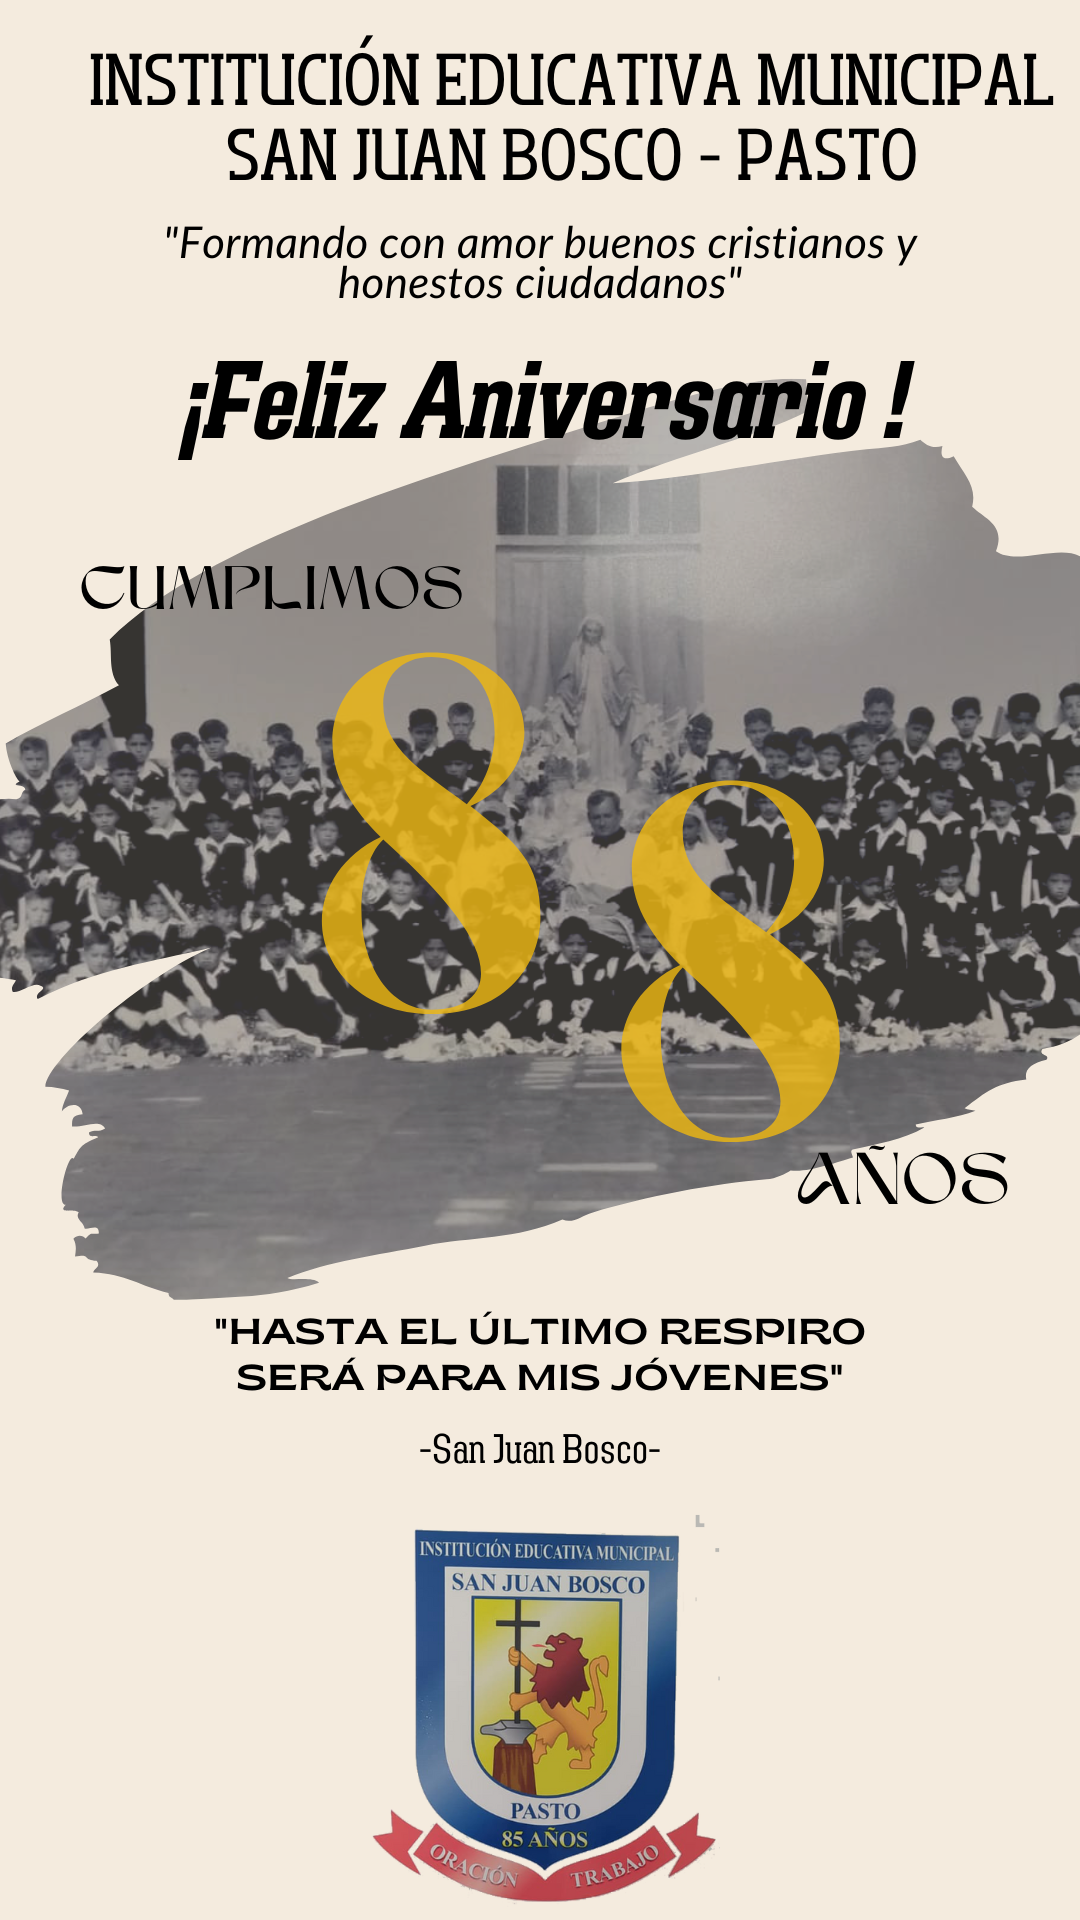 INSTITUCIÓN EDUCATIVA MUNICIPAL
SAN JUAN BOSCO - PASTO
"Formando con amor buenos cristianos y
honestos ciudadanos"
¡Feliz Aniversario !
CUMPLIMOS
88
AÑOS
"HASTA EL ÚLTIMO RESPIRO
SERÁ PARA MIS JÓVENES"
-San Juan Bosco-
INSTITUCIÓN EDUCATIVA MUNICIPAL
SAN JUAN BOSCO
PASTO
85 AÑOS
ORACIÓN TRABAJO